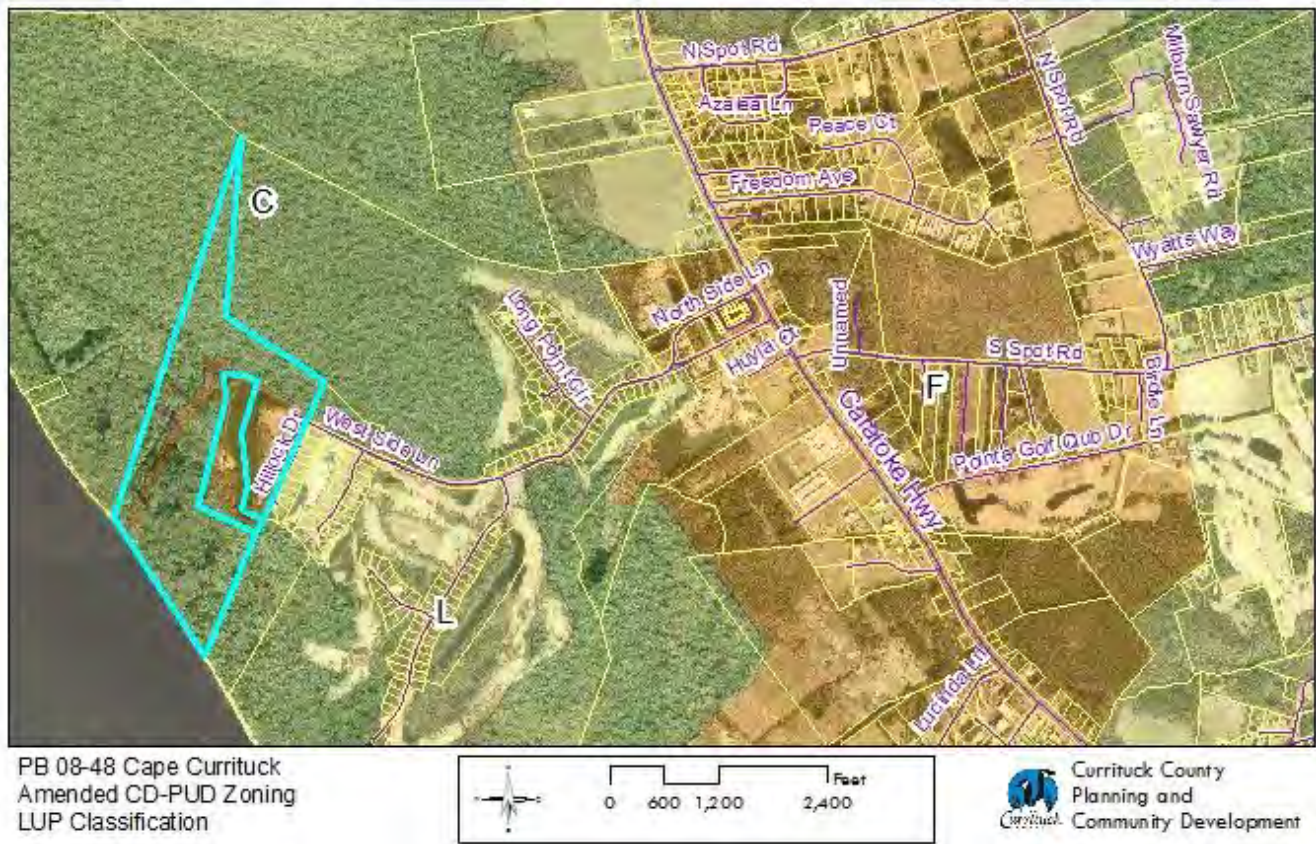 N Spot Rd
Azalea Ln
Peace Ct
Freedom Ave
N Spot Rd
Milburn Sawyer Rd
Wyatts Way
C
North Side Ln
Long Point Cir
Huyla Ct
Unnamed
S Spot Rd
F
Birdie Ln
Pointe Golf Club Dr
Caratoke Hwy
West Side Ln
Hillock Dr
L
Lucinda Ln
PB 08-48 Cape Currituck
Amended CD-PUD Zoning
LUP Classification
Feet
0 600 1,200 2,400
Currituck
Currituck County
Planning and
Community Development